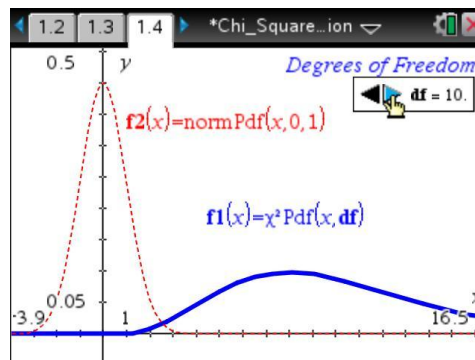 1.2 1.3 1.4 *Chi_Square...ion
0.5 y Degrees of Freedom
df = 10.
f2(x)=normPdf(x,0,1)
f1(x)=χ²Pdf(x,df)
0.05 x
-3.9 1 16.5